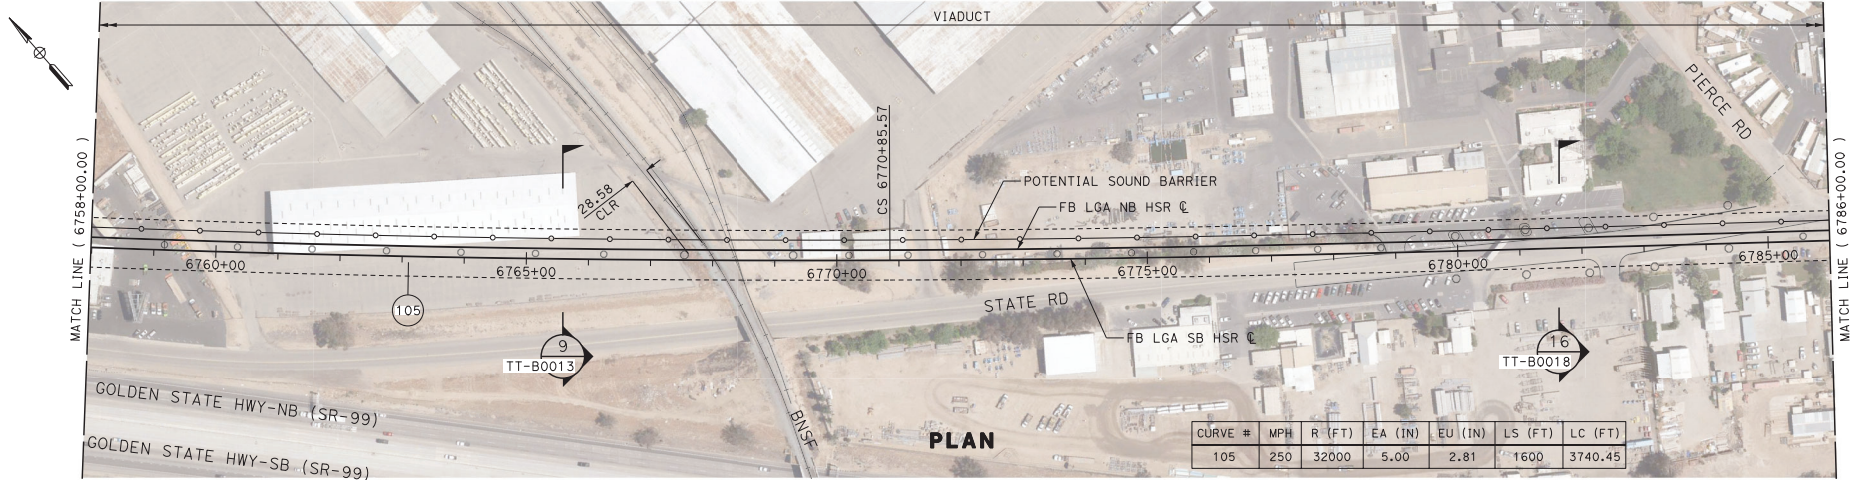 VIADUCT
MATCH LINE ( 6758+00.00 )
PIERCE RD
CS 6770+85.57
28.58
CLR
POTENTIAL SOUND BARRIER
FB LGA NB HSR ℄
6760+00
6765+00
6770+00
6775+00
6780+00
6785+00
MATCH LINE ( 6786+00.00 )
105
STATE RD
FB LGA SB HSR ℄
9
TT-B0013
16
TT-B0018
GOLDEN STATE HWY-NB (SR-99)
GOLDEN STATE HWY-SB (SR-99)
BNSF
PLAN
CURVE # MPH R (FT) EA (IN) EU (IN) LS (FT) LC (FT)
105 250 32000 5.00 2.81 1600 3740.45